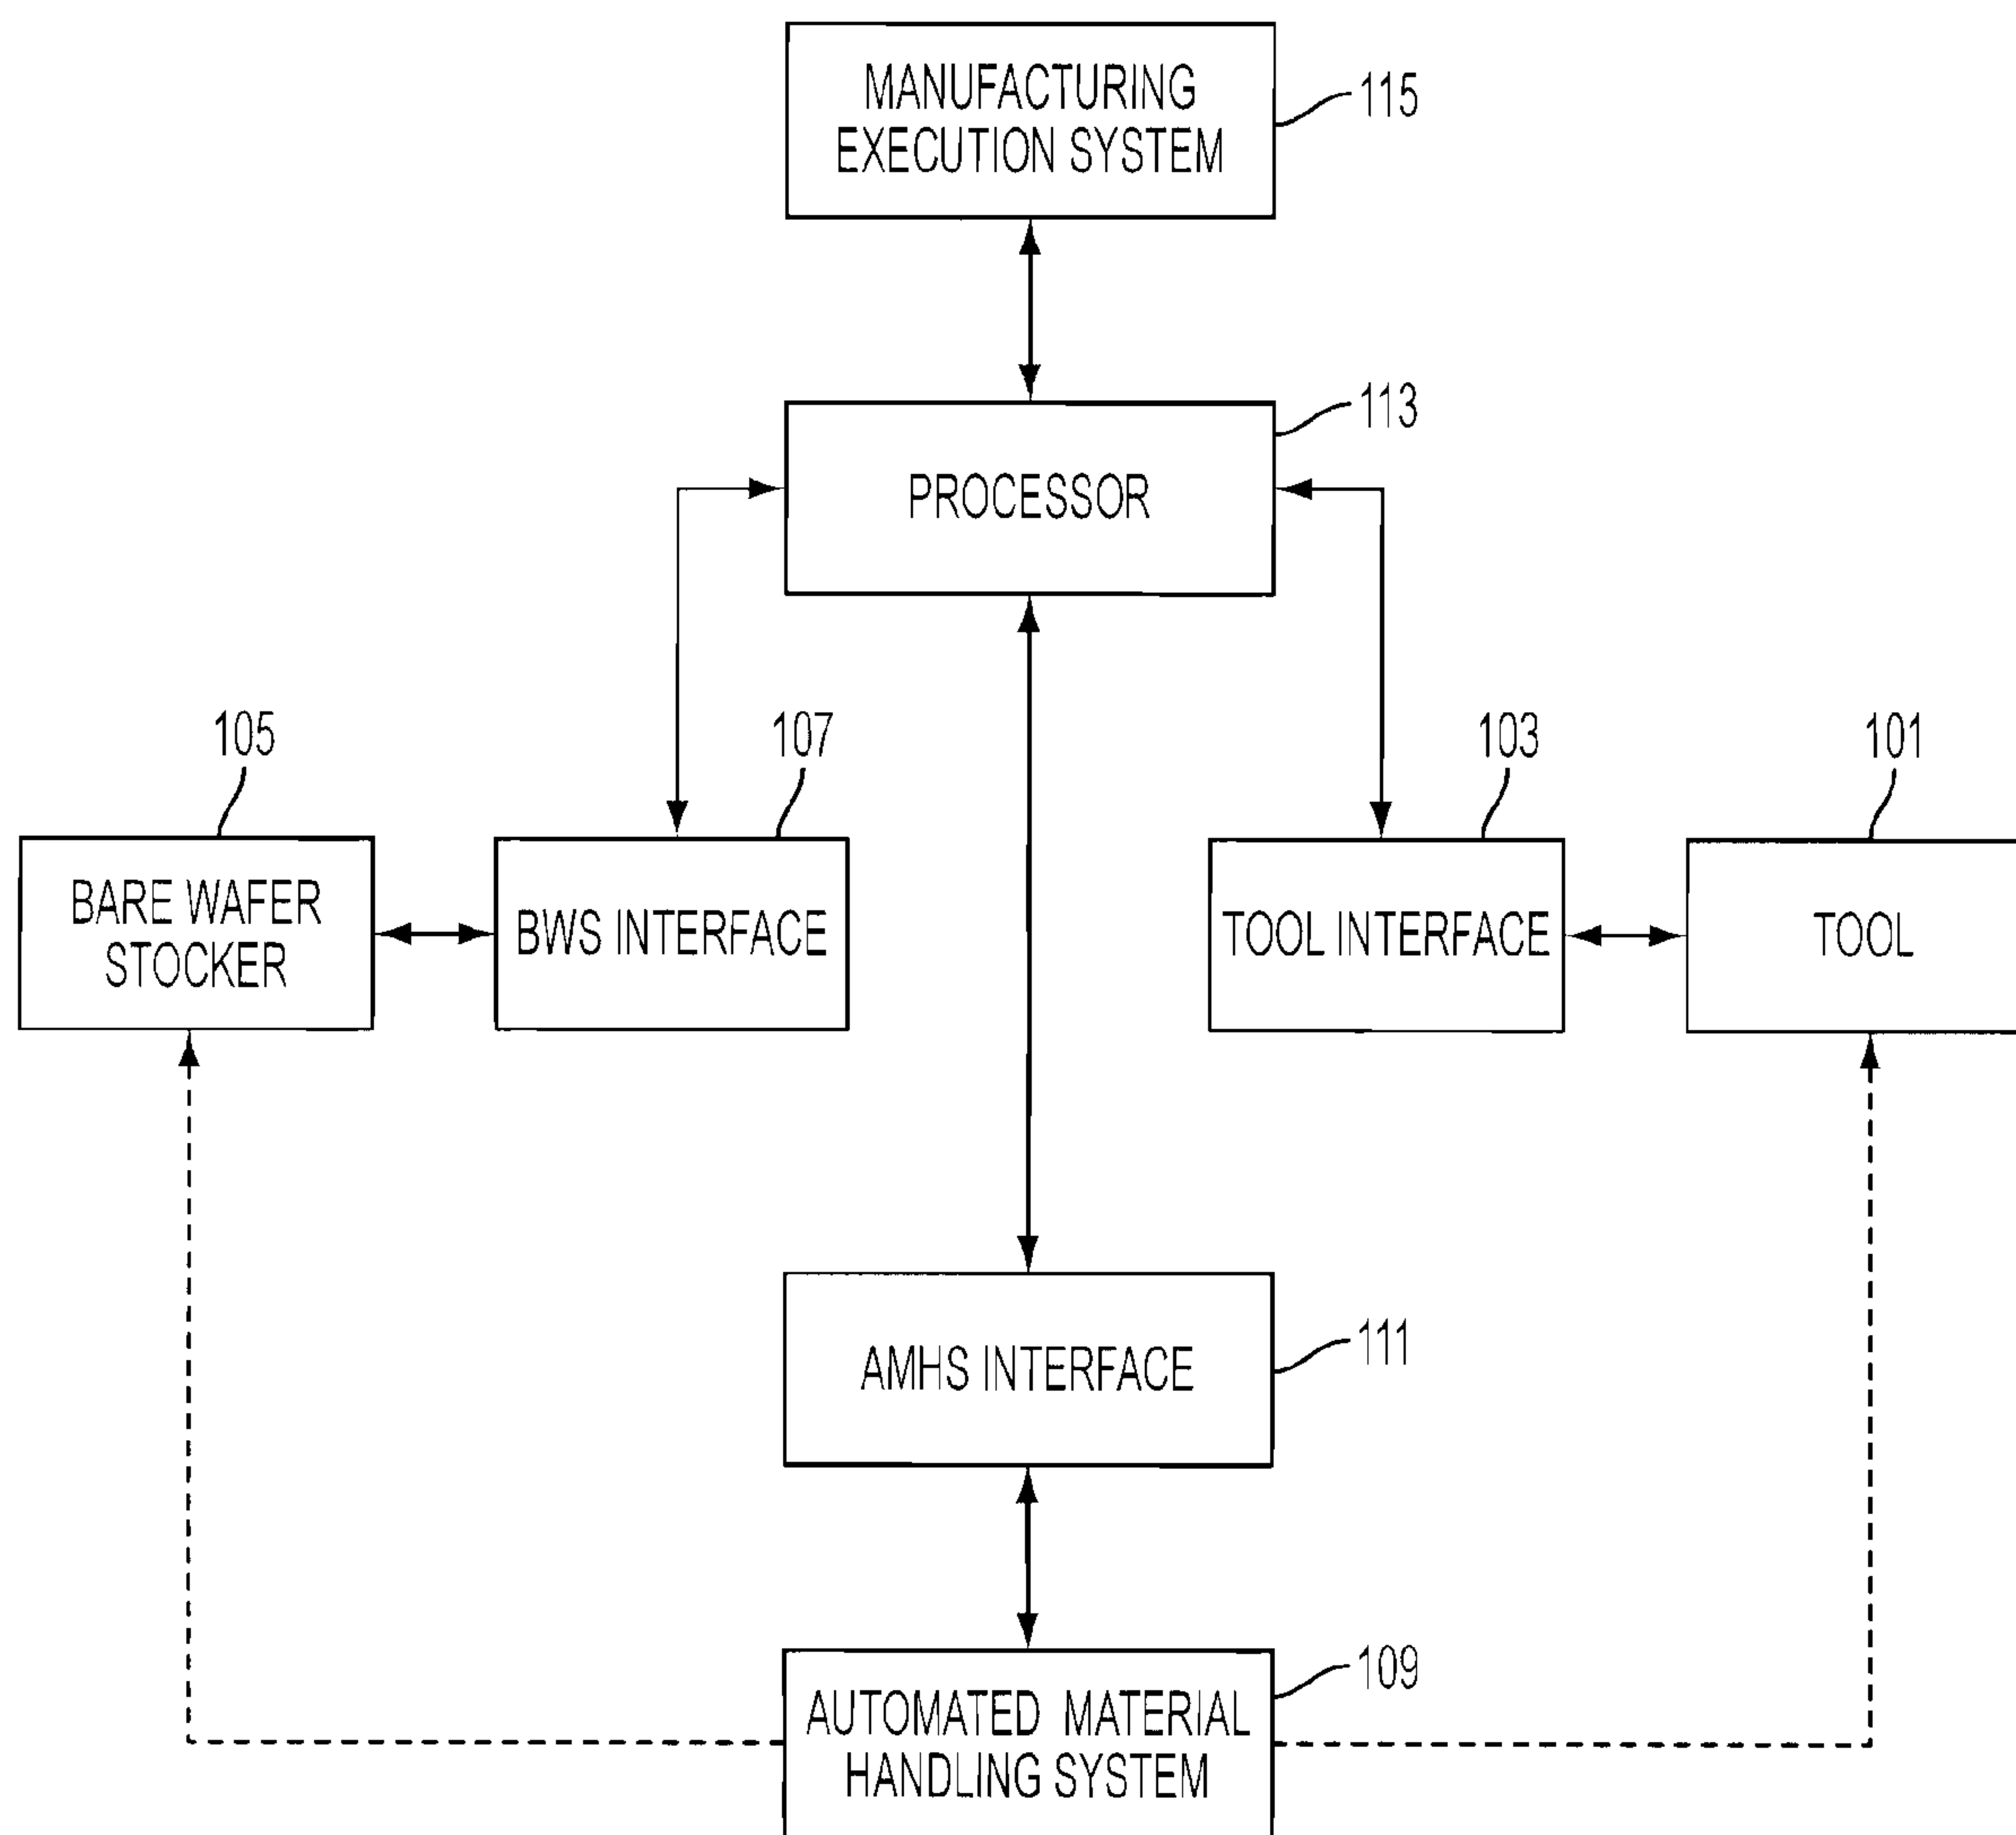 MANUFACTURING
EXECUTION SYSTEM
115
113
PROCESSOR
105
107
103
101
BARE WAFER
STOCKER
BWS INTERFACE
TOOL INTERFACE
TOOL
AMHS INTERFACE
111
109
AUTOMATED MATERIAL
HANDLING SYSTEM